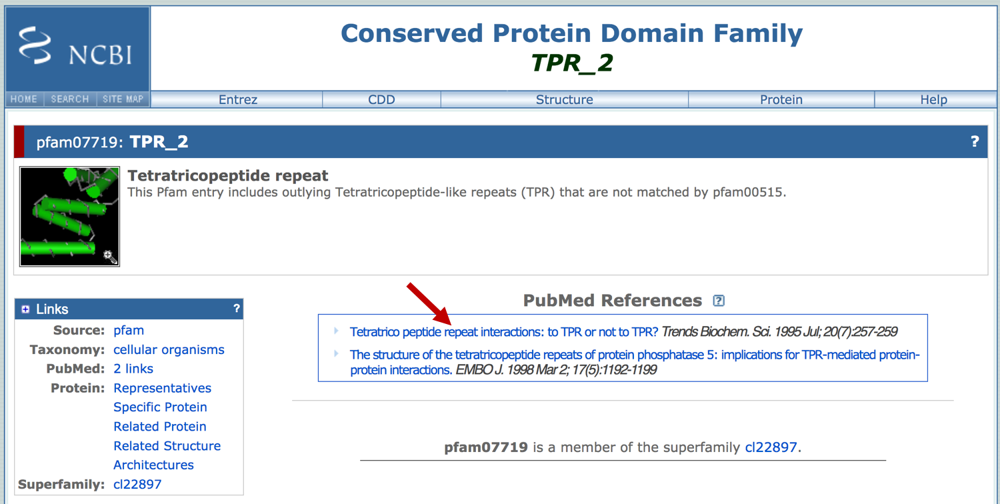 NCBI
Conserved Protein Domain Family
TPR_2
HOME SEARCH SITE MAP Entrez CDD Structure Protein Help
pfam07719: TPR_2 ?
Tetratricopeptide repeat
This Pfam entry includes outlying Tetratricopeptide-like repeats (TPR) that are not matched by pfam00515.
Links ?
Source: pfam
Taxonomy: cellular organisms
PubMed: 2 links
Protein: Representatives
Specific Protein
Related Protein
Related Structure
Architectures
Superfamily: cl22897
PubMed References ?
Tetratrico peptide repeat interactions: to TPR or not to TPR? Trends Biochem. Sci. 1995 Jul; 20(7):257-259
The structure of the tetratricopeptide repeats of protein phosphatase 5: implications for TPR-mediated protein-
protein interactions. EMBO J. 1998 Mar 2; 17(5):1192-1199
pfam07719 is a member of the superfamily cl22897.